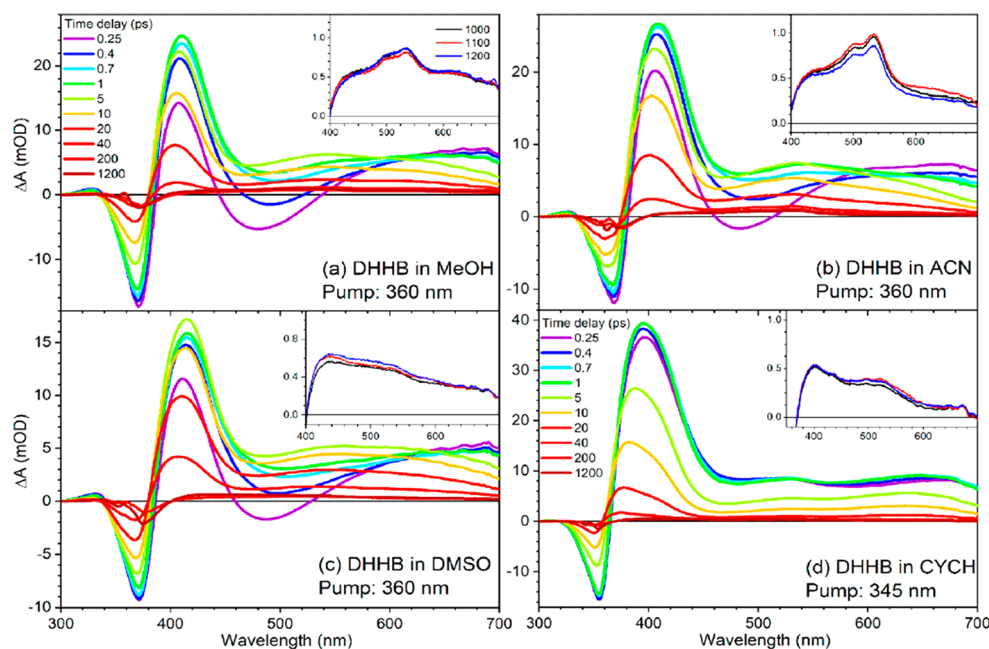 Time delay (ps)
0.25
0.4
0.7
1
5
10
20
40
200
1200
1000
1100
1200
1.0
0.5
0.0
400 500 600
20
10
0
-10
ΔA (mOD)
(a) DHHB in MeOH
Pump: 360 nm
1.0
0.5
0.0
400 500 600
20
10
0
-10
(b) DHHB in ACN
Pump: 360 nm
0.8
0.4
0.0
400 500 600
15
10
5
0
-5
-10
ΔA (mOD)
(c) DHHB in DMSO
Pump: 360 nm
300 400 500 600 700
Wavelength (nm)
Time delay (ps)
0.25
0.4
0.7
1
5
10
20
40
200
1200
1.0
0.5
0.0
400 500 600
40
30
20
10
0
-10
(d) DHHB in CYCH
Pump: 345 nm
300 400 500 600 700
Wavelength (nm)